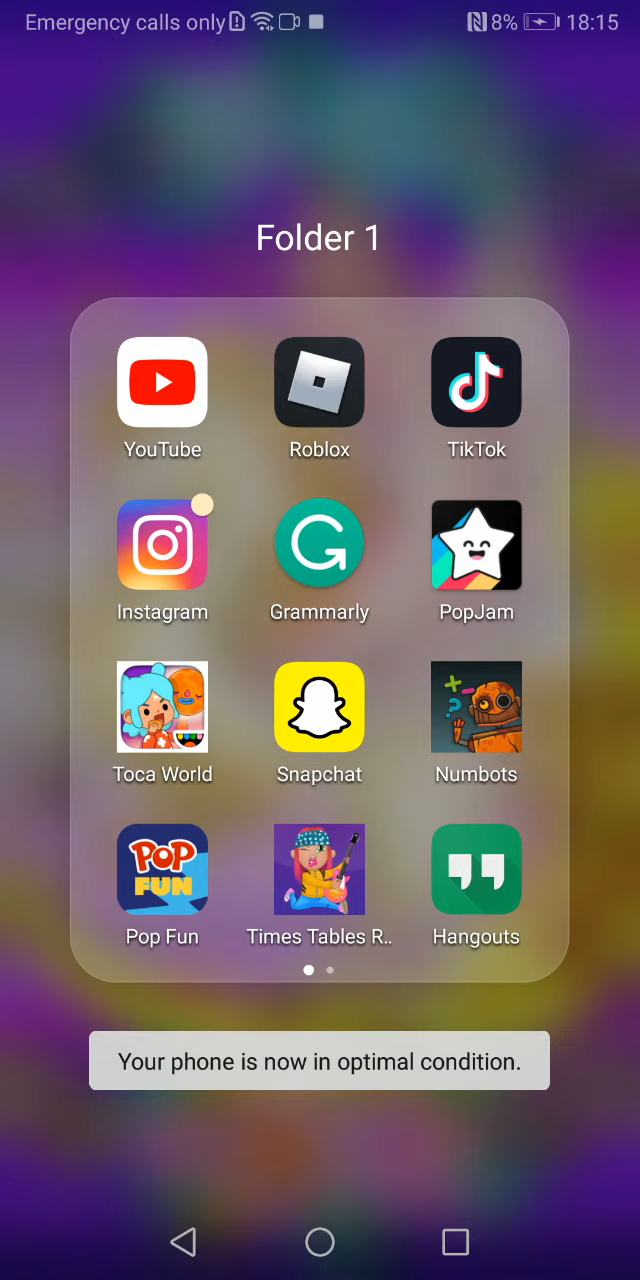 Emergency calls only 8% 18:15
Folder 1
YouTube Roblox TikTok
Instagram Grammarly PopJam
Toca World Snapchat Numbots
POP
FUN
Pop Fun Times Tables R.. Hangouts
Your phone is now in optimal condition.